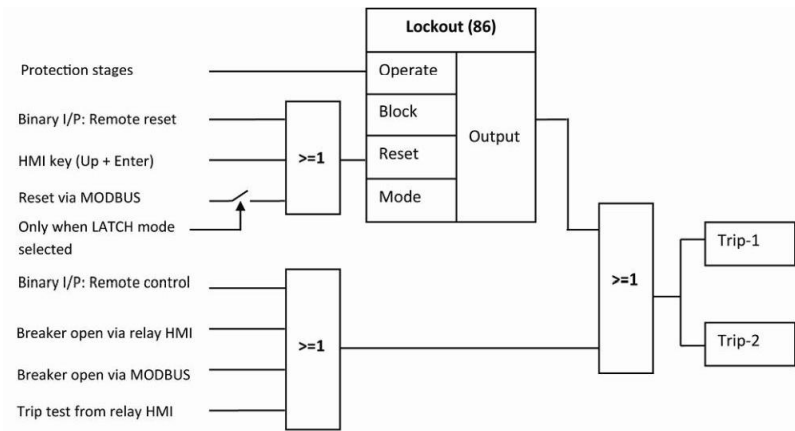 Lockout (86)
Protection stages
Operate
Binary I/P: Remote reset
Block
HMI key (Up + Enter)
>=1
Reset
Output
Reset via MODBUS
Mode
Only when LATCH mode
selected
Binary I/P: Remote control
Breaker open via relay HMI
>=1
Breaker open via MODBUS
Trip test from relay HMI
>=1
Trip-1
Trip-2